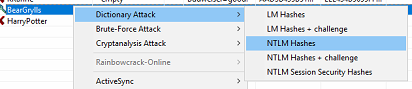 BearGrylls
HarryPotter
Dictionary Attack
Brute-Force Attack
Cryptanalysis Attack
Rainbowcrack-Online
ActiveSync
LM Hashes
LM Hashes + challenge
NTLM Hashes
NTLM Hashes + challenge
NTLM Session Security Hashes